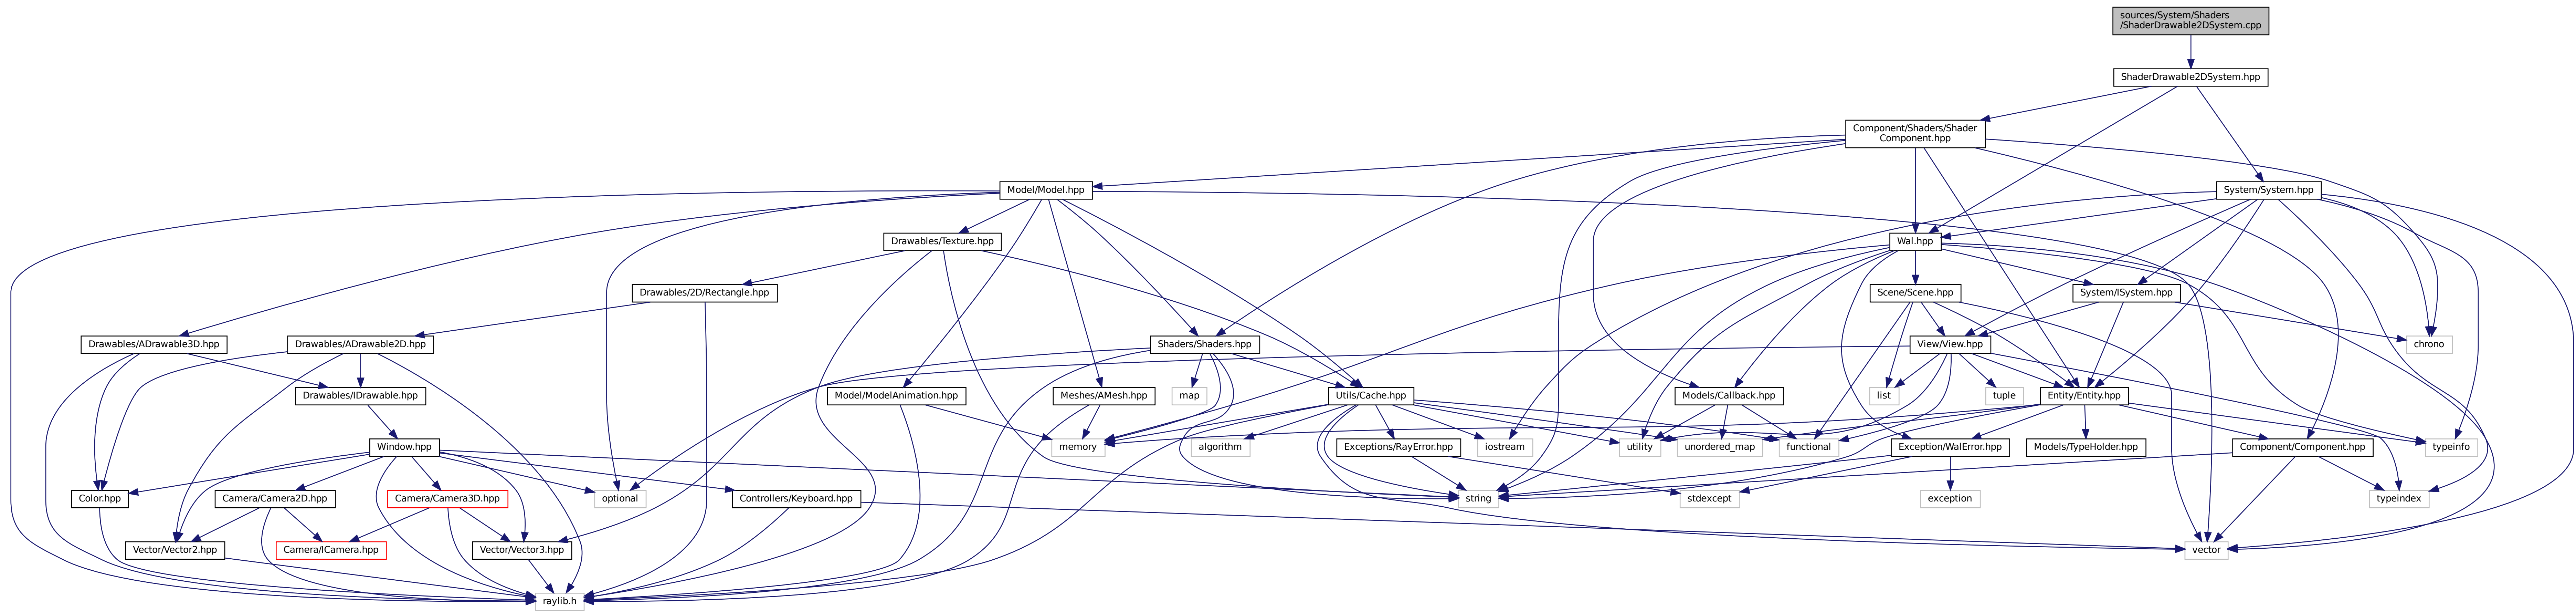 sources/System/Shaders
/ShaderDrawable2DSystem.cpp
ShaderDrawable2DSystem.hpp
Component/Shaders/Shader
Component.hpp
Model/Model.hpp
System/System.hpp
Drawables/Texture.hpp
Wal.hpp
Drawables/2D/Rectangle.hpp
Scene/Scene.hpp
System/ISystem.hpp
Drawables/ADrawable3D.hpp
Drawables/ADrawable2D.hpp
Shaders/Shaders.hpp
View/View.hpp
chrono
Drawables/IDrawable.hpp
Model/ModelAnimation.hpp
Meshes/AMesh.hpp
map
Utils/Cache.hpp
Models/Callback.hpp
list
tuple
Entity/Entity.hpp
Window.hpp
memory
algorithm
Exceptions/RayError.hpp
iostream
utility
unordered_map
functional
Exception/WalError.hpp
Models/TypeHolder.hpp
Component/Component.hpp
typeinfo
Color.hpp
Camera/Camera2D.hpp
Camera/Camera3D.hpp
optional
Controllers/Keyboard.hpp
string
stdexcept
exception
typeindex
Vector/Vector2.hpp
Camera/ICamera.hpp
Vector/Vector3.hpp
vector
raylib.h